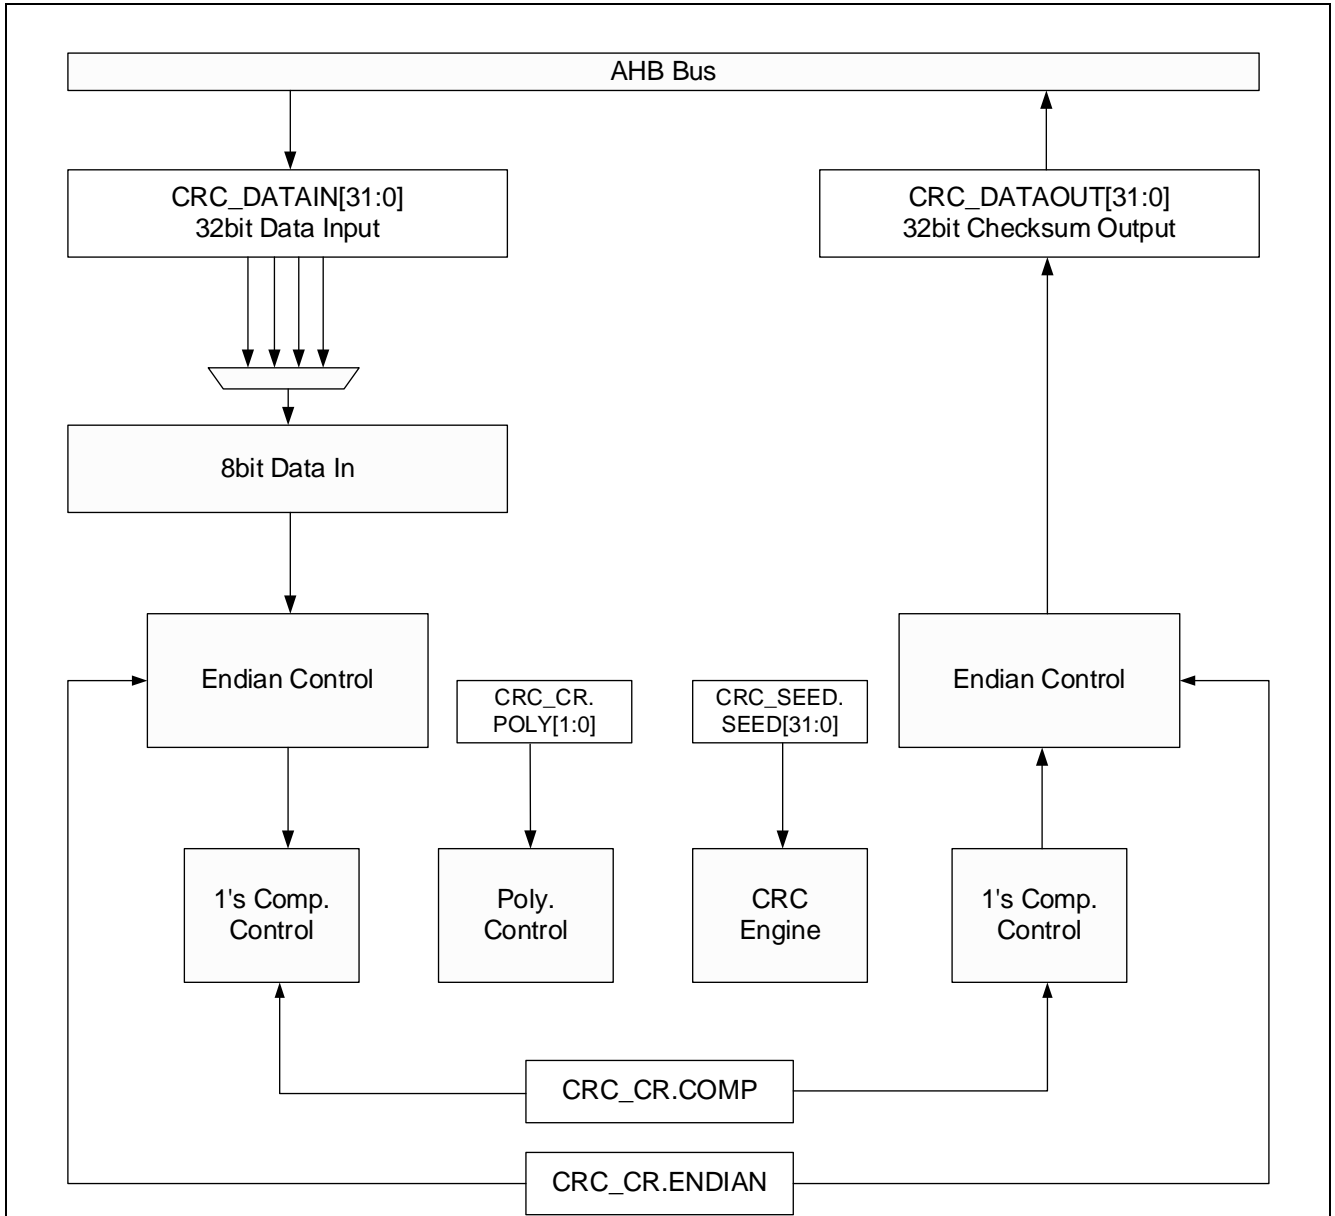 AHB Bus
CRC_DATAIN[31:0]
32bit Data Input
CRC_DATAOUT[31:0]
32bit Checksum Output
8bit Data In
Endian Control
CRC_CR.
POLY[1:0]
CRC_SEED.
SEED[31:0]
Endian Control
1's Comp.
Control
Poly.
Control
CRC
Engine
1's Comp.
Control
CRC_CR.COMP
CRC_CR.ENDIAN